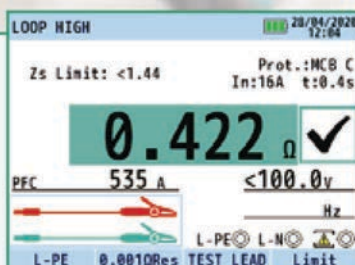 LOOP HIGH 28/04/2020
12:04
Zs Limit: <1.44 Prot.:MCB C
In:16A t:0.4s
0.422 Ω
PFC 535 A <100.0V
Hz
L-PE L-N
L-PE 0.001ΩRes TEST LEAD Limit